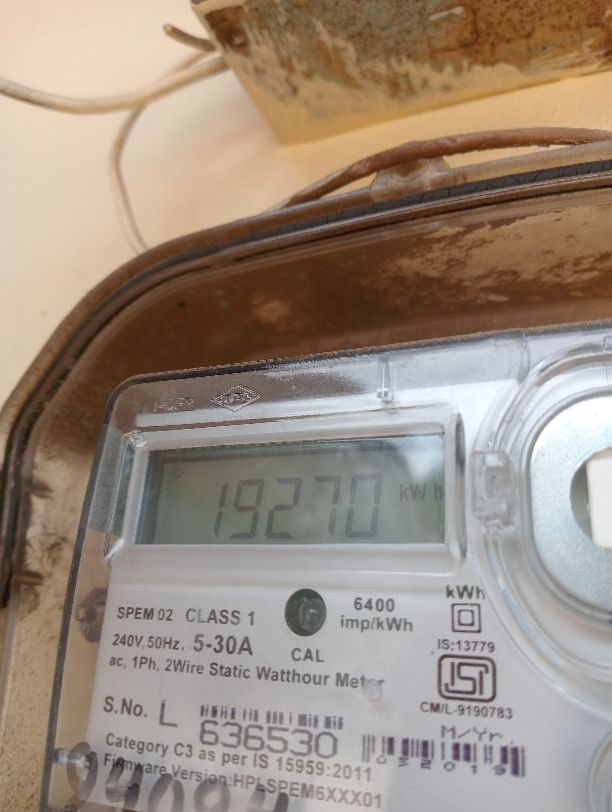 19270 kWh
SPEM 02 CLASS 1
6400 imp/kWh
kWh
240V, 50Hz, 5-30A
CAL
IS:13779
ac, 1Ph, 2Wire Static Watthour Meter
ISI
CM/L-9190783
S.No. L 636530
M/Yr.
052019
Category C3 as per IS 15959:2011
Firmware Version:HPLSPEM6XXX01